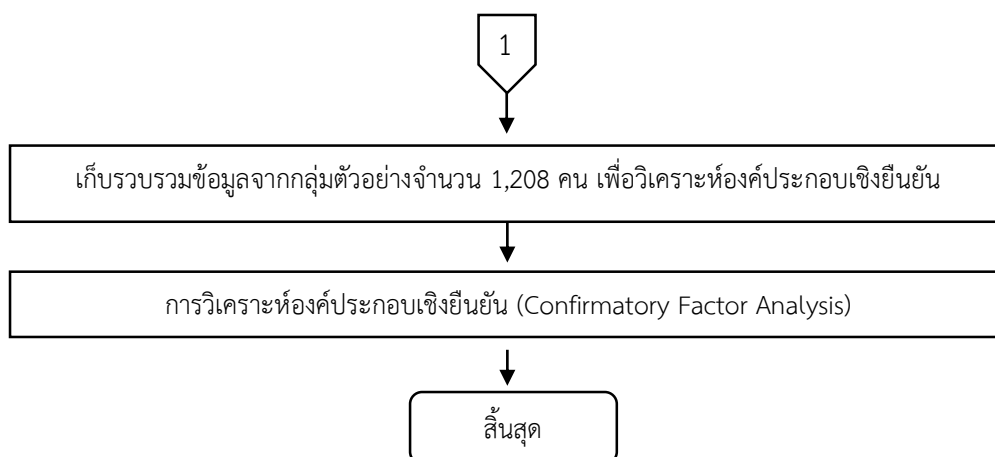 1
เก็บรวบรวมข้อมูลจากกลุ่มตัวอย่างจำนวน 1,208 คน เพื่อวิเคราะห์องค์ประกอบเชิงยืนยัน
การวิเคราะห์องค์ประกอบเชิงยืนยัน (Confirmatory Factor Analysis)
สิ้นสุด